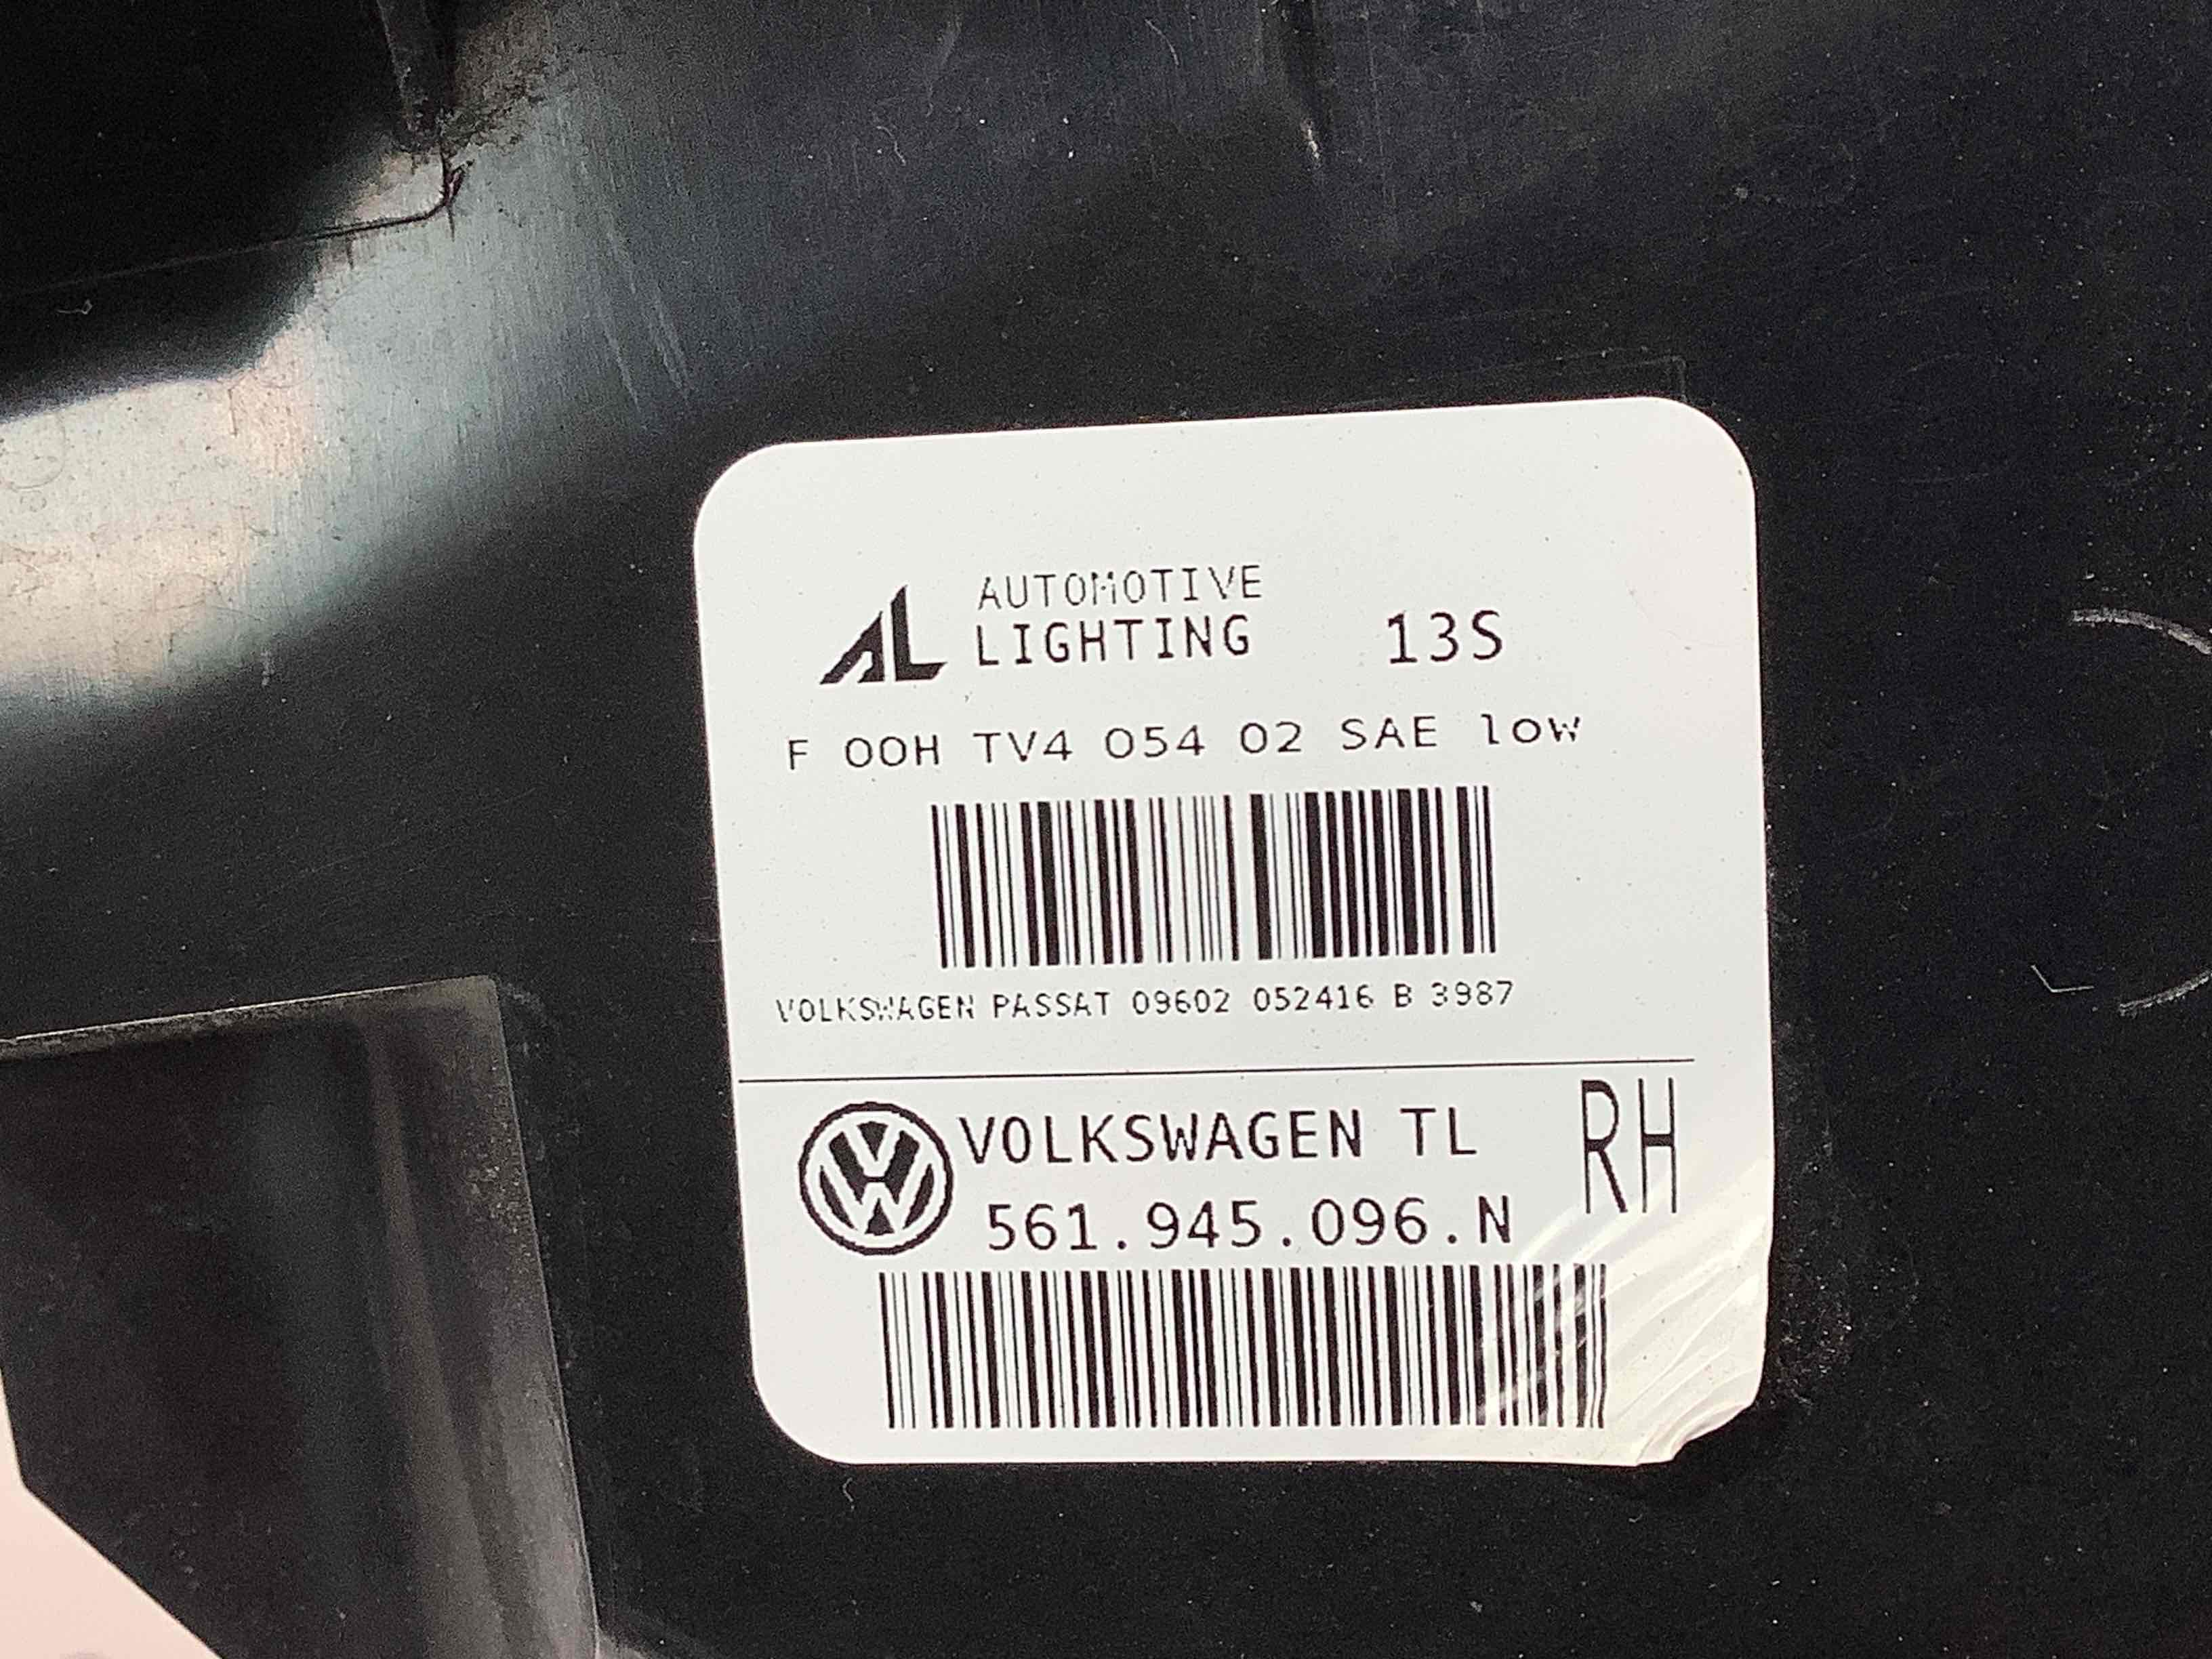 AL AUTOMOTIVE
LIGHTING 13S
F 00H TV4 054 02 SAE low
VOLKSWAGEN PASSAT 09602 052416 B 3987
VOLKSWAGEN TL RH
561.945.096.N